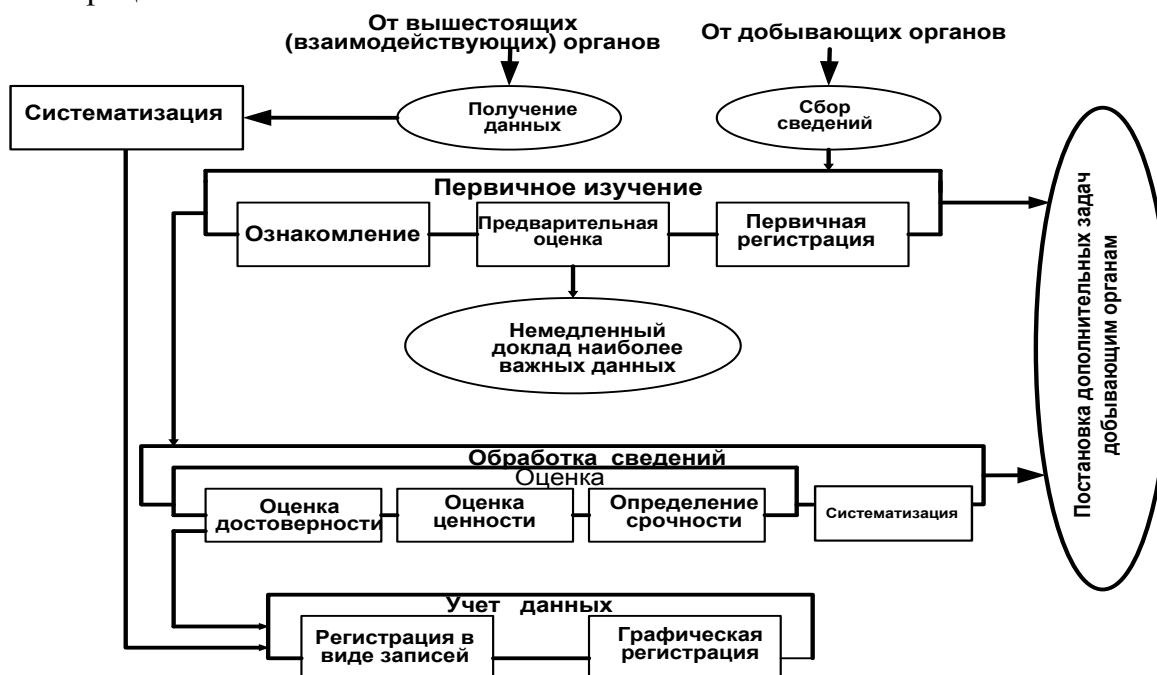 От вышестоящих
(взаимодействующих) органов
От добывающих органов
Систематизация
Получение
данных
Сбор
сведений
Первичное изучение
Ознакомление
Предварительная
оценка
Первичная
регистрация
Немедленный
доклад наиболее
важных данных
Постановка дополнительных задач
добывающим органам
Обработка сведений
Оценка
Оценка
достоверности
Оценка
ценности
Определение
срочности
Систематизация
Учет данных
Регистрация в
виде записей
Графическая
регистрация